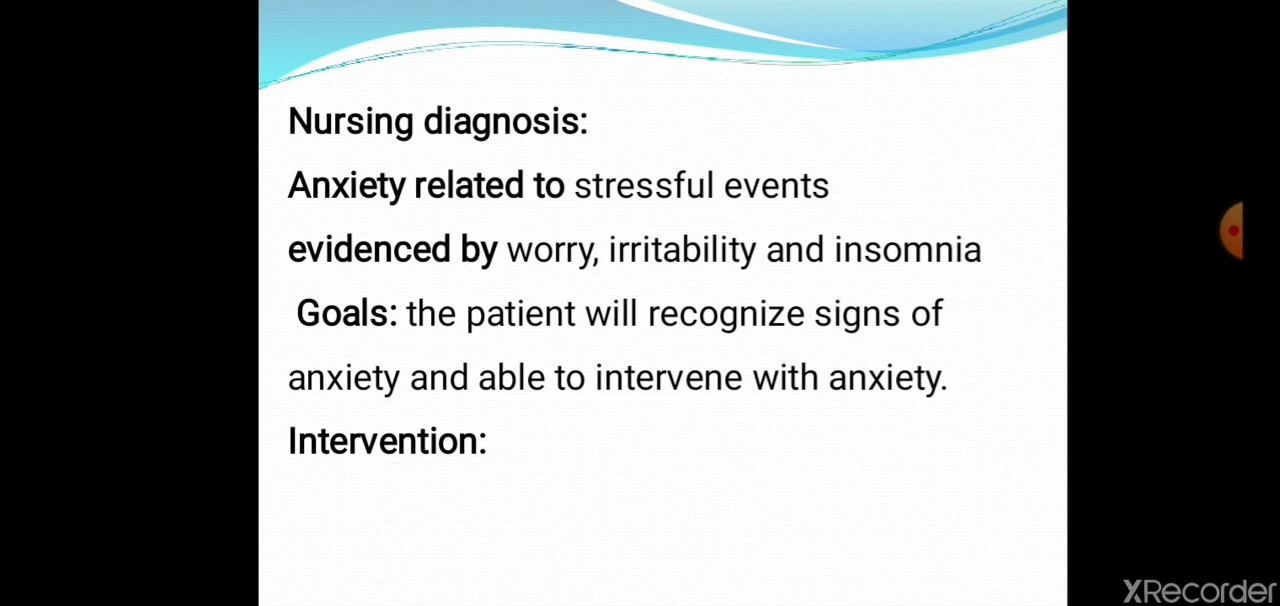 Nursing diagnosis:
Anxiety related to stressful events
evidenced by worry, irritability and insomnia
Goals: the patient will recognize signs of
anxiety and able to intervene with anxiety.
Intervention:
XRecorder